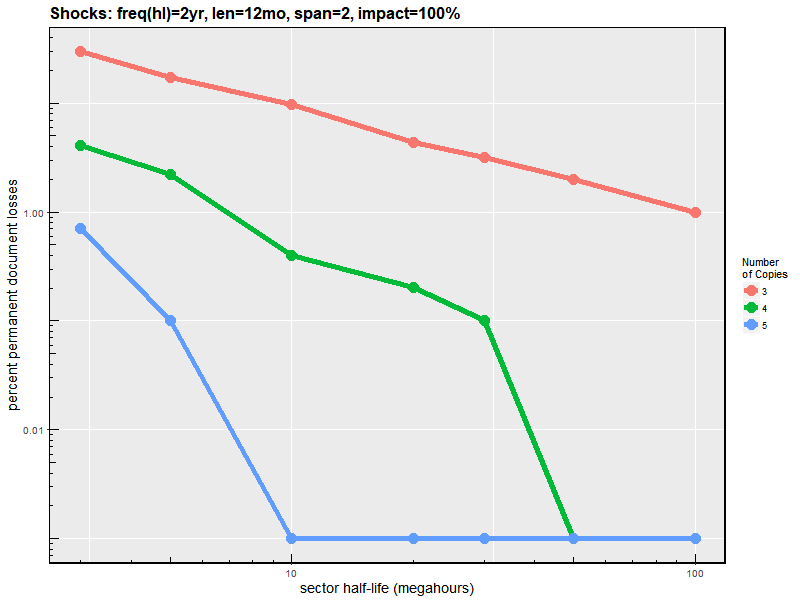 Shocks: freq(hl)=2yr, len=12mo, span=2, impact=100%
percent permanent document losses
1.00
0.01
10
100
sector half-life (megahours)
Number
of Copies
3
4
5